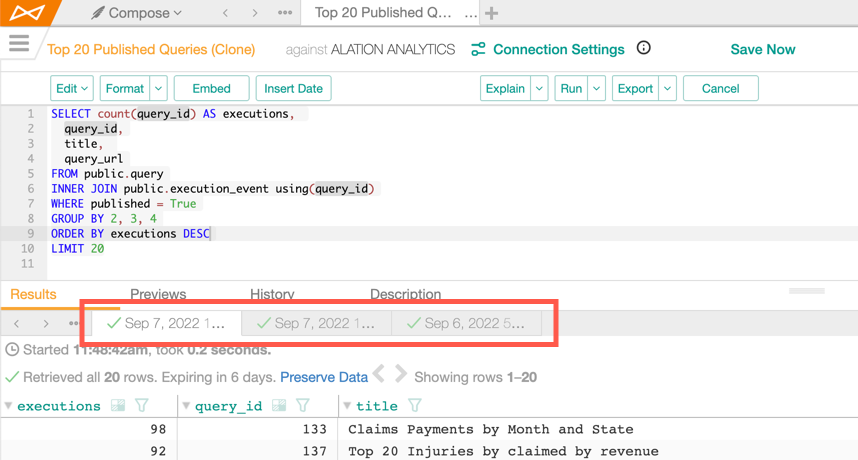 Compose
Top 20 Published Q... ...
Top 20 Published Queries (Clone) against ALATION ANALYTICS Connection Settings Save Now
Edit Format Embed Insert Date Explain Run Export Cancel
1 SELECT count(query_id) AS executions,
2 query_id,
3 title,
4 query_url
5 FROM public.query
6 INNER JOIN public.execution_event using(query_id)
7 WHERE published = True
8 GROUP BY 2, 3, 4
9 ORDER BY executions DESC
10 LIMIT 20
11
Results Previews History Description
Sep 7, 2022 1... Sep 7, 2022 1... Sep 6, 2022 5...
Started 11:48:42am, took 0.2 seconds.
Retrieved all 20 rows. Expiring in 6 days. Preserve Data Showing rows 1–20
executions query_id title
98 133 Claims Payments by Month and State
92 137 Top 20 Injuries by claimed by revenue